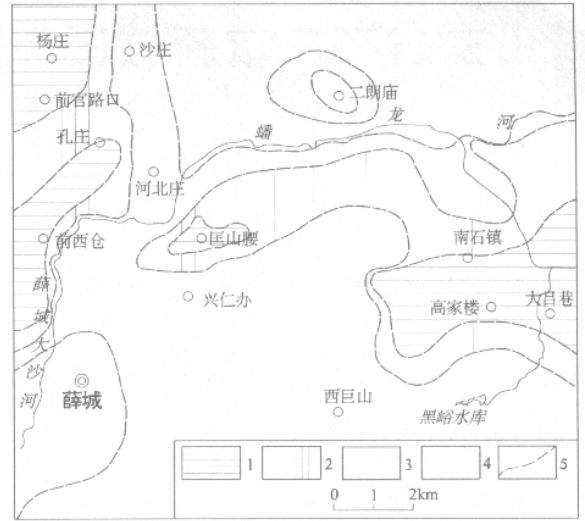 杨庄
沙庄
前官路口
二朗庙
孔庄
蟠
龙
河
河北庄
前西仓
匡山腰
南石镇
薛
城
大
沙
河
兴仁办
高家楼
大吕巷
薛城
西巨山
黑峪水库
1
2
3
4
5
0 1 2km